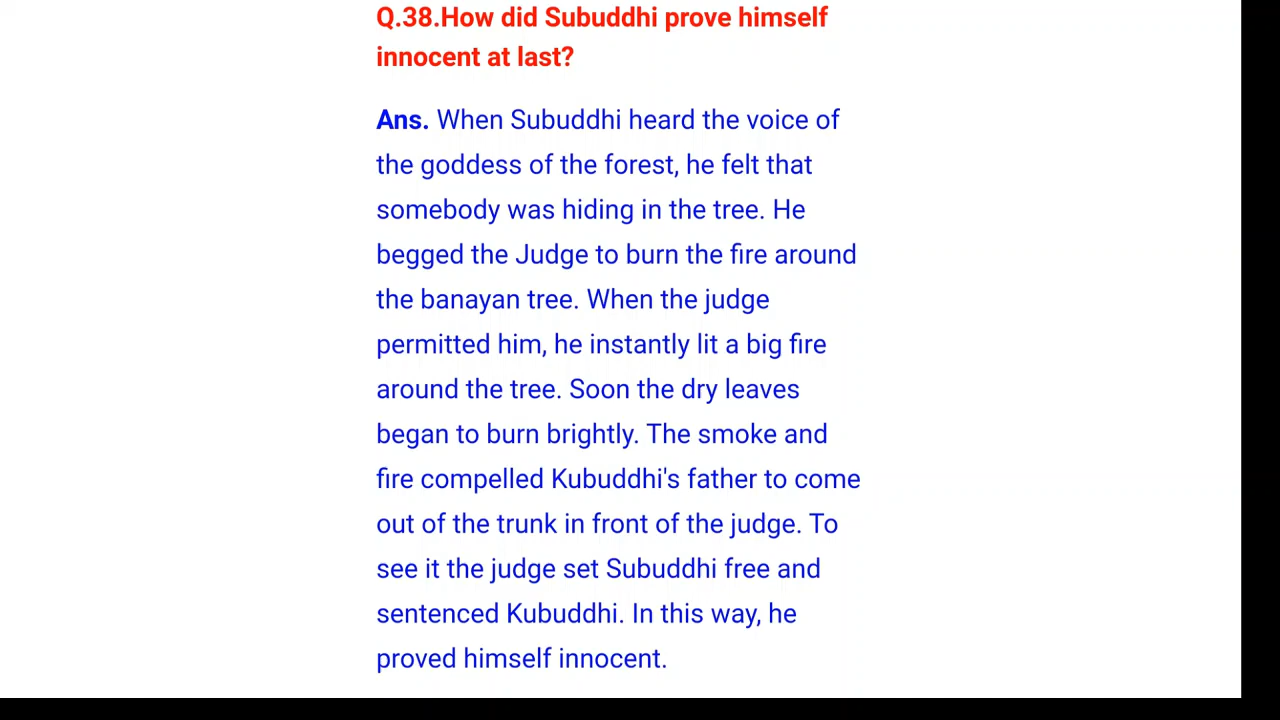 Q.38.How did Subuddhi prove himself
innocent at last?
Ans. When Subuddhi heard the voice of
the goddess of the forest, he felt that
somebody was hiding in the tree. He
begged the Judge to burn the fire around
the banayan tree. When the judge
permitted him, he instantly lit a big fire
around the tree. Soon the dry leaves
began to burn brightly. The smoke and
fire compelled Kubuddhi's father to come
out of the trunk in front of the judge. To
see it the judge set Subuddhi free and
sentenced Kubuddhi. In this way, he
proved himself innocent.